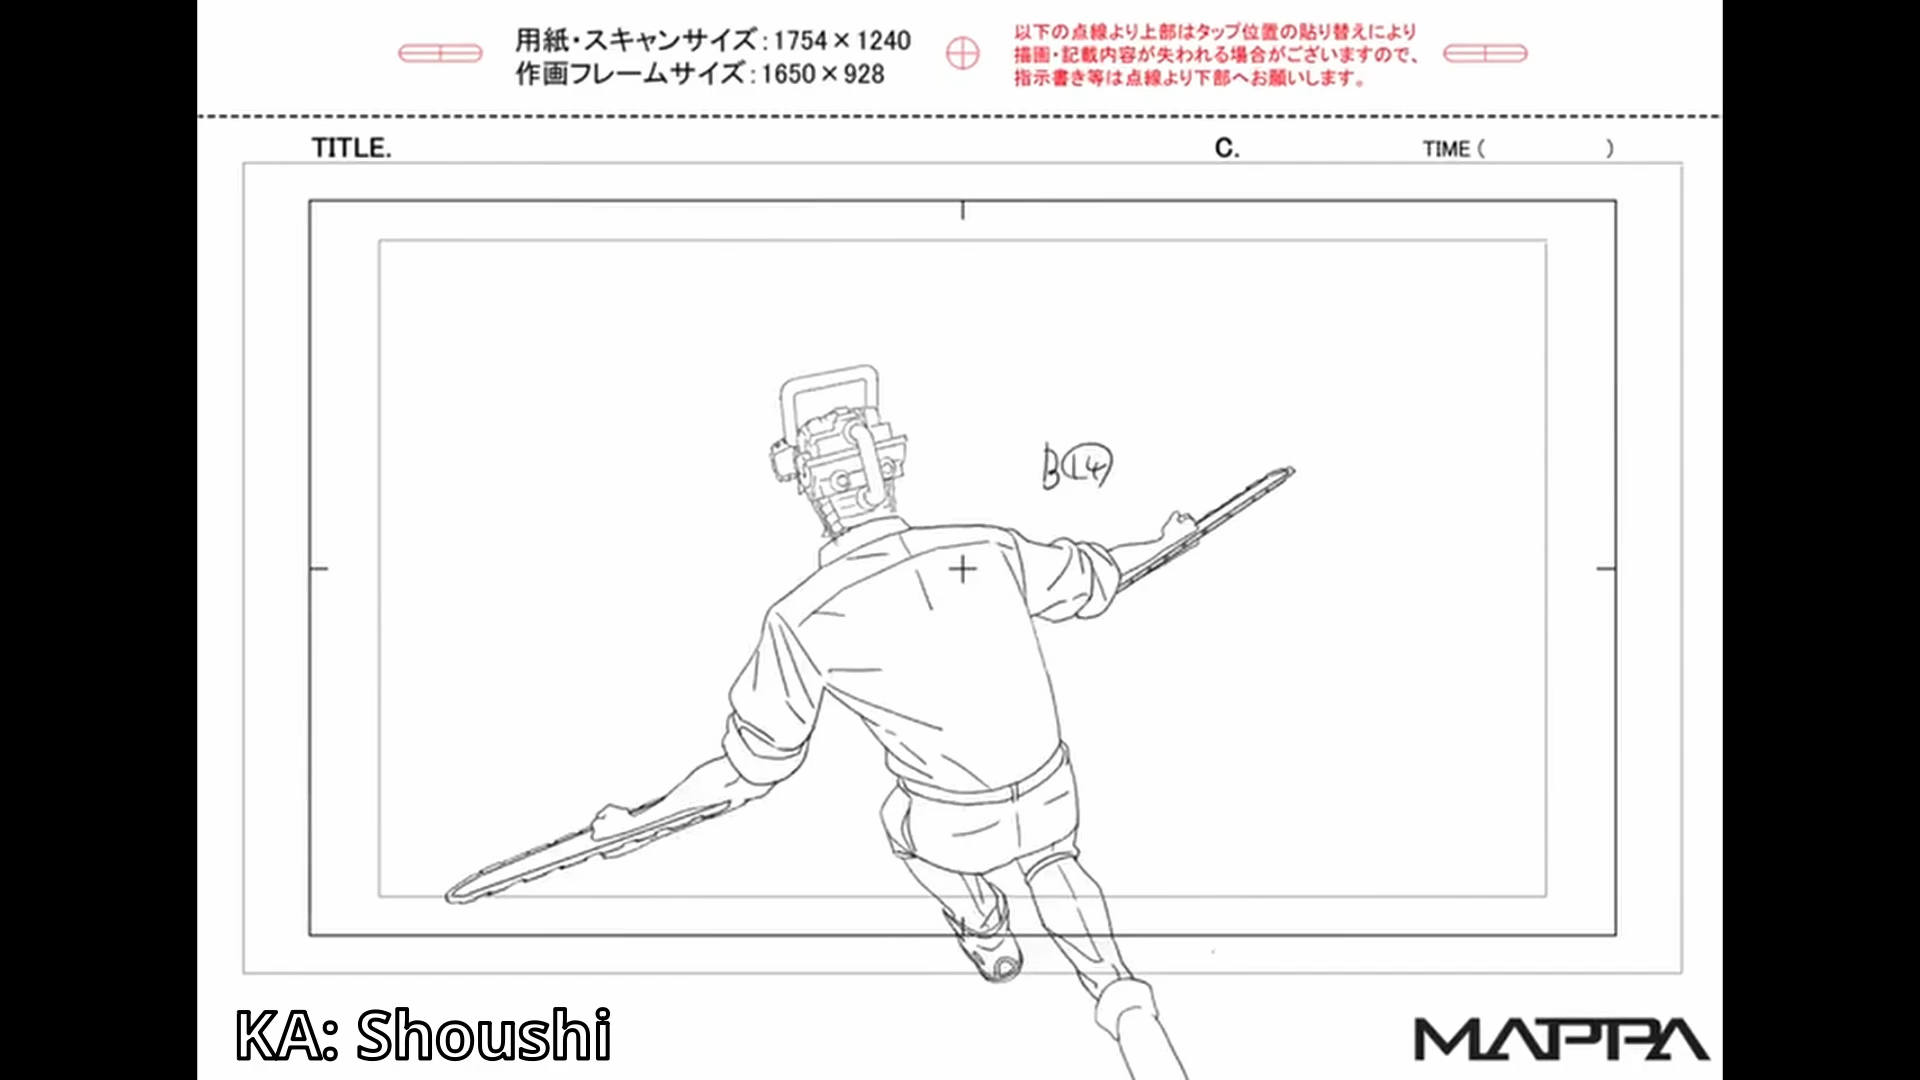 用紙・スキャンサイズ:1754×1240
作画フレームサイズ:1650×928
以下の点線より上部はタップ位置の貼り替えにより
描画・記載内容が失われる場合がございますので、
指示書き等は点線より下部へお願いします。
TITLE.
C.
TIME ( )
B L4
KA: Shoushi
MAPPA